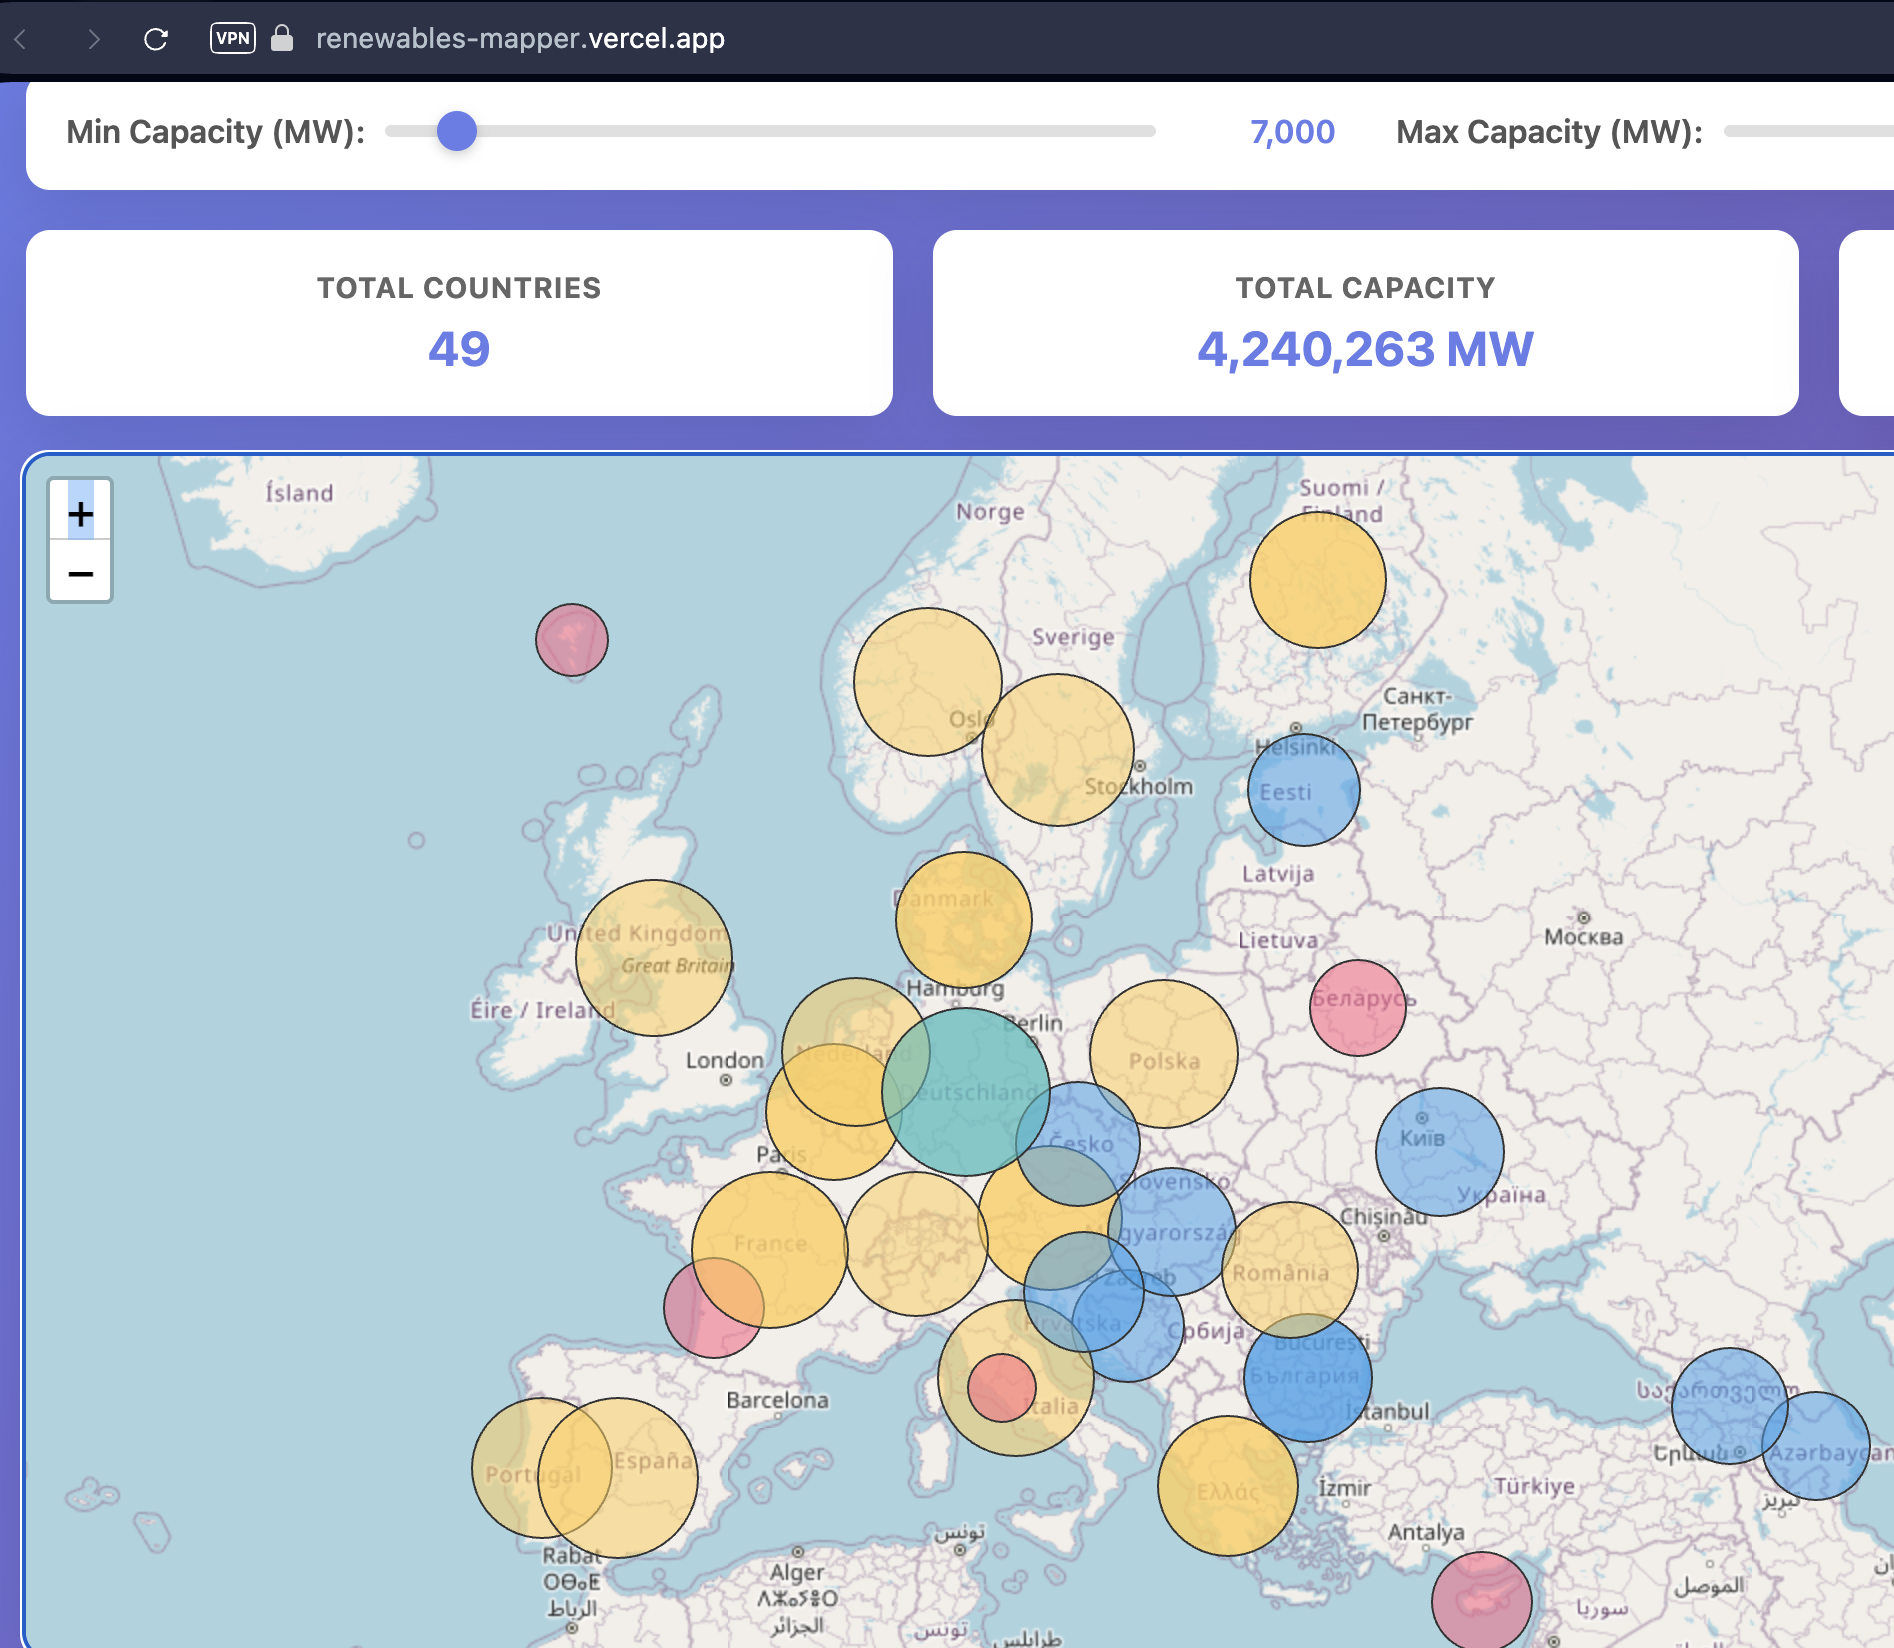 VPN renewables-mapper.vercel.app
Min Capacity (MW): 7,000 Max Capacity (MW):
TOTAL COUNTRIES
49
TOTAL CAPACITY
4,240,263 MW
+
−
Ísland
Norge
Suomi /
Finland
Sverige
Oslo
Санкт-
Петербург
Helsinki
Stockholm
Eesti
Latvija
Danmark
United Kingdom
Great Britain
Lietuva
Москва
Hamburg
Беларусь
Éire / Ireland
Berlin
London
Nederland
Polska
Deutschland
Česko
Київ
Paris
Slovensko
Україна
Chișinău
France
România
Zagreb
Hrvatska
Србија
București
България
Barcelona
Italia
İstanbul
საქართველო
Portugal
España
Երևան
Azərbaycan
Ελλάς
İzmir
Türkiye
تبریز
Antalya
تونس
Rabat
ⵔⴱⴰⵟ
الرباط
Alger
الجزائر
تونس
طرابلس
الموصل
سوريا